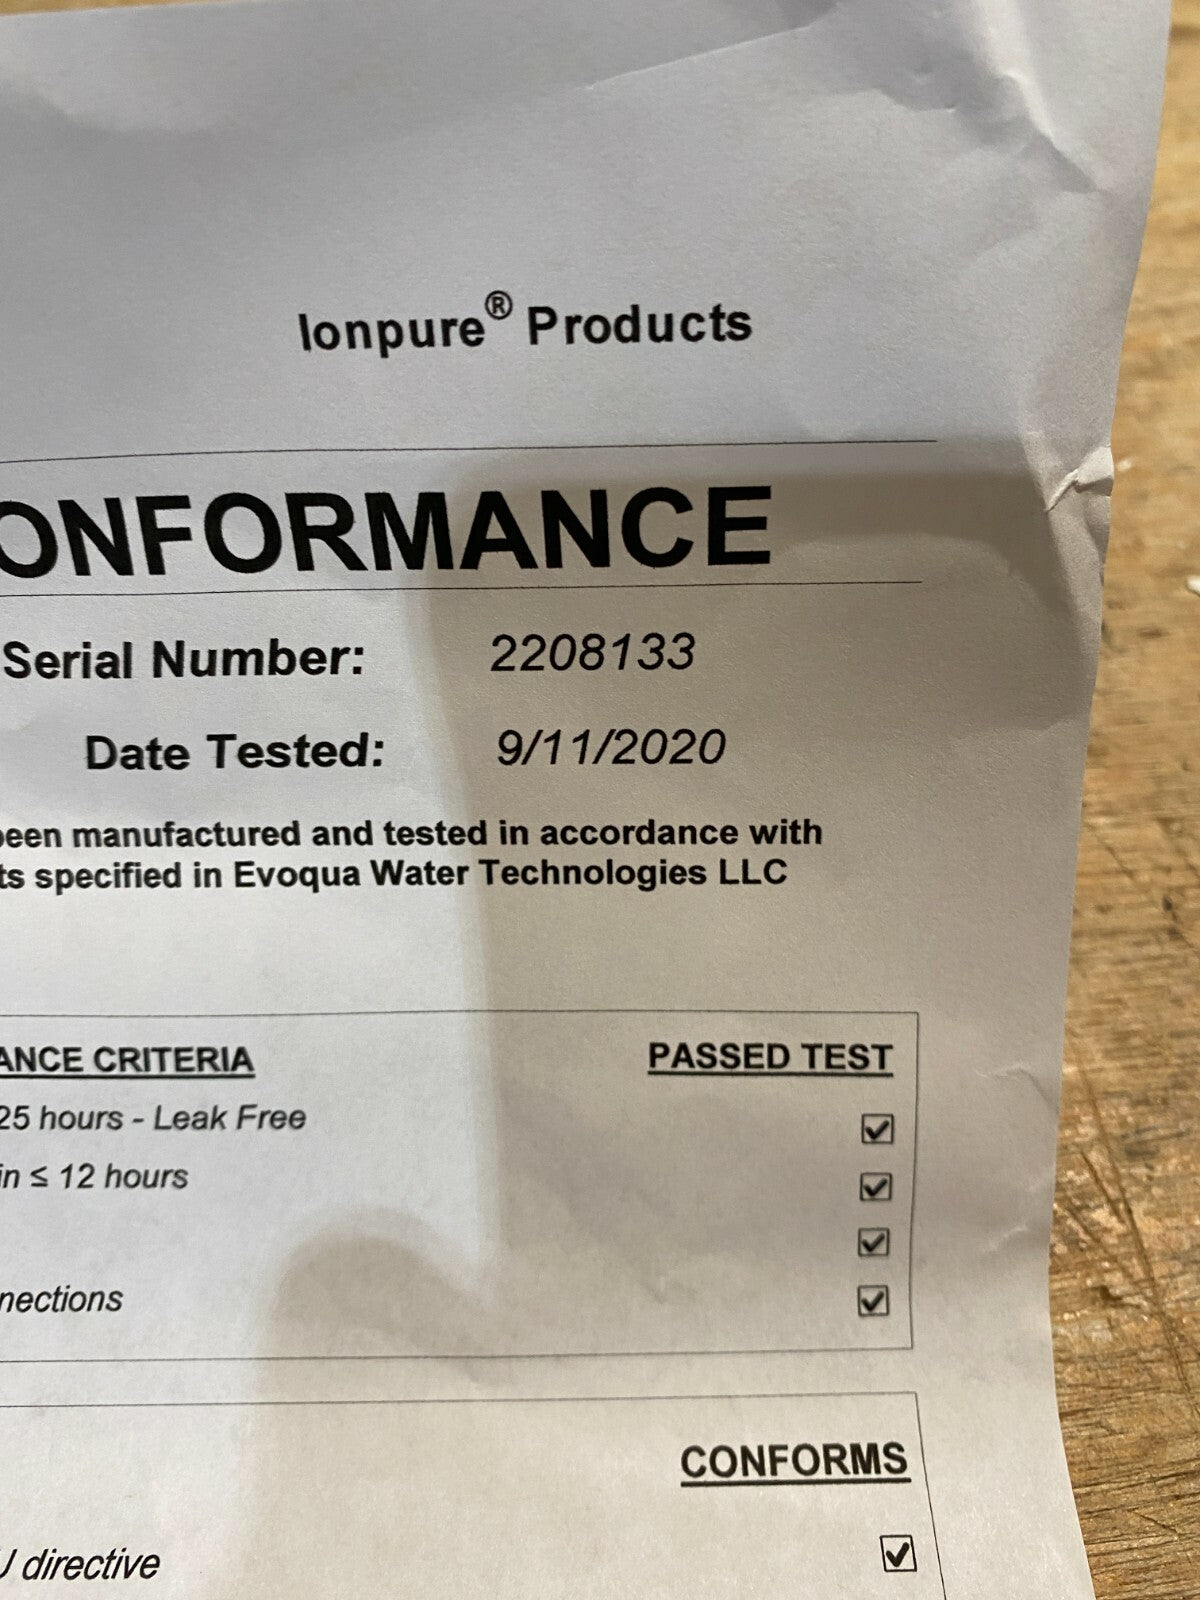 Ionpure® Products
ONFORMANCE
Serial Number: 2208133
Date Tested: 9/11/2020
been manufactured and tested in accordance with
ts specified in Evoqua Water Technologies LLC
ANCE CRITERIA PASSED TEST
25 hours - Leak Free ☑
in ≤ 12 hours ☑
☑
nections ☑
CONFORMS
U directive ☑